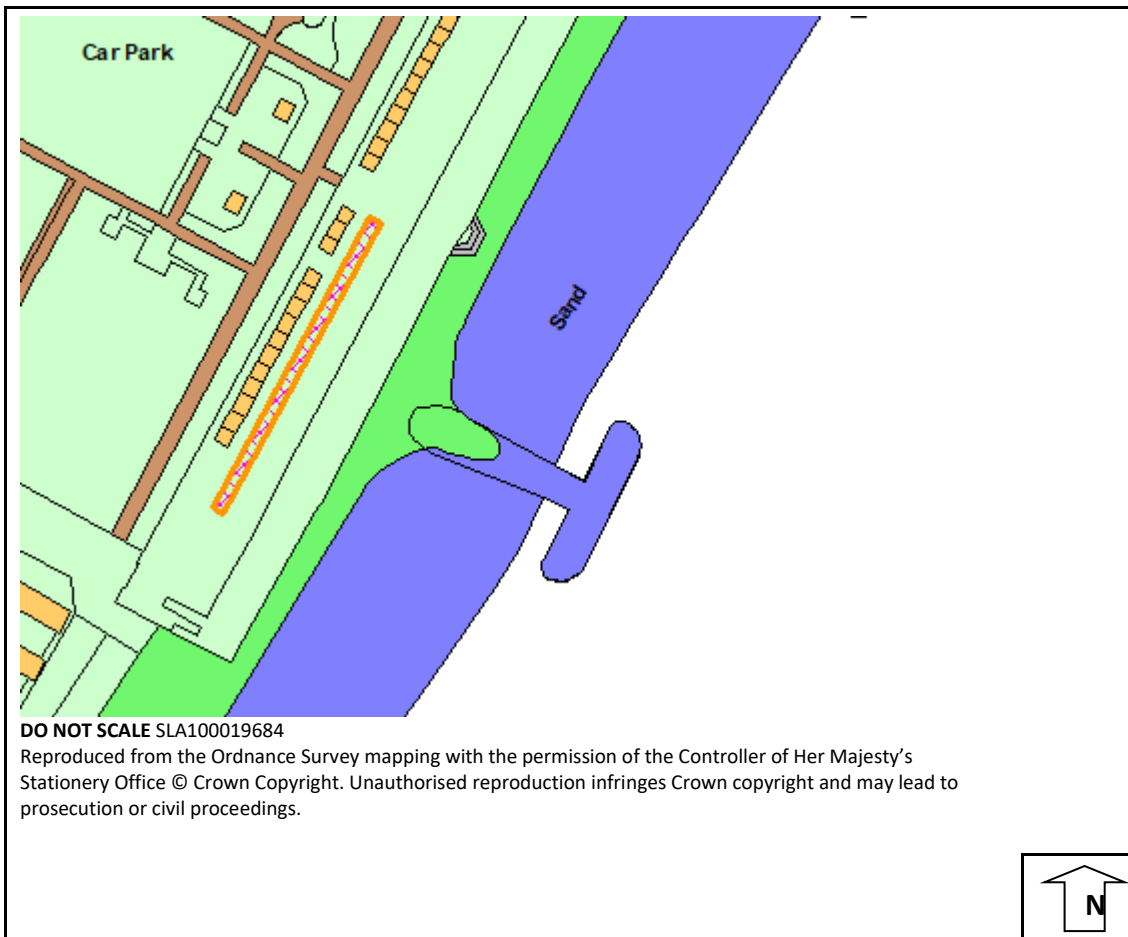 Car Park
Sand
DO NOT SCALE SLA100019684
Reproduced from the Ordnance Survey mapping with the permission of the Controller of Her Majesty's
Stationery Office © Crown Copyright. Unauthorised reproduction infringes Crown copyright and may lead to
prosecution or civil proceedings.
N